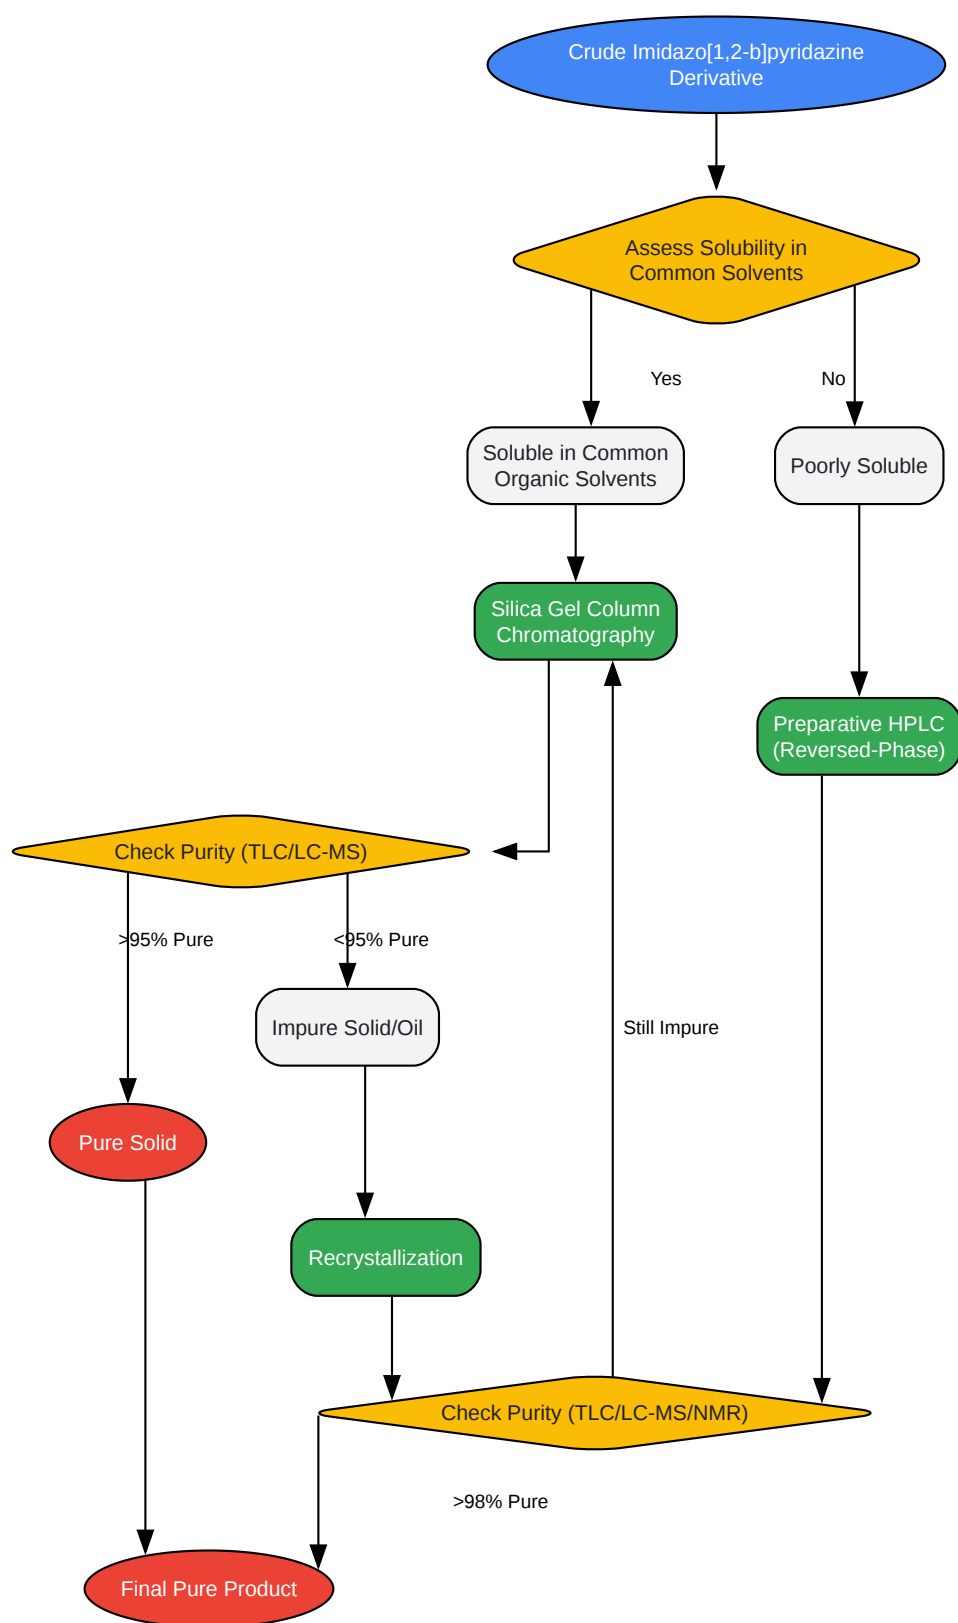 Crude Imidazo[1,2-b]pyridazine
Derivative
Assess Solubility in
Common Solvents
Yes
No
Soluble in Common
Organic Solvents
Poorly Soluble
Silica Gel Column
Chromatography
Preparative HPLC
(Reversed-Phase)
Check Purity (TLC/LC-MS)
>95% Pure
<95% Pure
Impure Solid/Oil
Still Impure
Pure Solid
Recrystallization
Check Purity (TLC/LC-MS/NMR)
>98% Pure
Final Pure Product